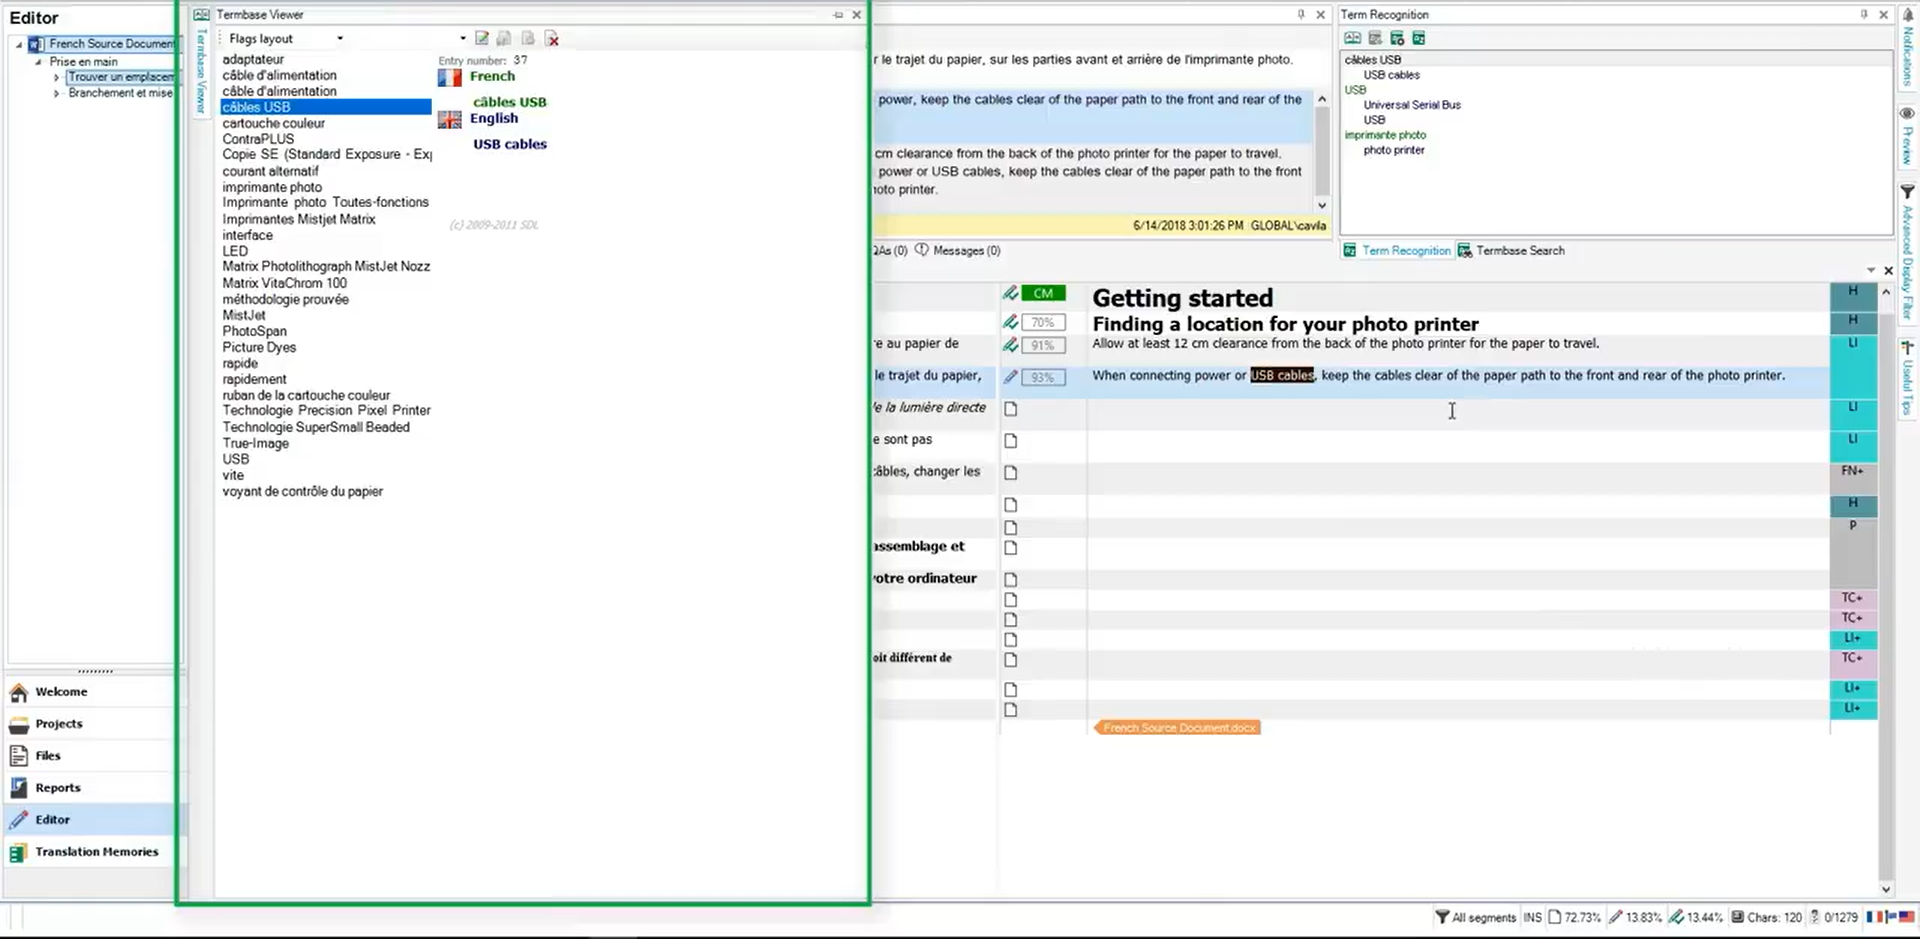 Editor
French Source Document
Prise en main
Trouver un emplacem
Branchement et mise
Welcome
Projects
Files
Reports
Editor
Translation Memories
Termbase Viewer
Termbase Viewer
Flags layout
adaptateur
câble d'alimentation
câble d'alimentation
câbles USB
cartouche couleur
ContraPLUS
Copie SE (Standard Exposure - Exp
courant alternatif
imprimante photo
Imprimante photo Toutes-fonctions
Imprimantes Mistjet Matrix
interface
LED
Matrix Photolithograph MistJet Nozz
Matrix VitaChrom 100
méthodologie prouvée
MistJet
PhotoSpan
Picture Dyes
rapide
rapidement
ruban de la cartouche couleur
Technologie Precision Pixel Printer
Technologie SuperSmall Beaded
True-Image
USB
vite
voyant de contrôle du papier
Entry number: 37
French
câbles USB
English
USB cables
(c) 2009-2011 SDL
r le trajet du papier, sur les parties avant et arrière de l'imprimante photo.
power, keep the cables clear of the paper path to the front and rear of the
cm clearance from the back of the photo printer for the paper to travel.
power or USB cables, keep the cables clear of the paper path to the front
hoto printer.
6/14/2018 3:01:26 PM GLOBAL\cavila
QAs (0) Messages (0)
Term Recognition
câbles USB
USB cables
USB
Universal Serial Bus
USB
imprimante photo
photo printer
Term Recognition Termbase Search
CM Getting started H
70% Finding a location for your photo printer H
re au papier de 91% Allow at least 12 cm clearance from the back of the photo printer for the paper to travel. LI
le trajet du papier, 93% When connecting power or USB cables, keep the cables clear of the paper path to the front and rear of the photo printer.
de la lumière directe LI
e sont pas LI
câbles, changer les FN+
H
P
assemblage et
votre ordinateur
TC+
TC+
LI+
oit différent de TC+
LI+
LI+
French Source Document.docx
Notifications
Preview
Advanced Display Filter
Useful Tips
All segments INS 72.73% 13.83% 13.44% Chars: 120 0/1279